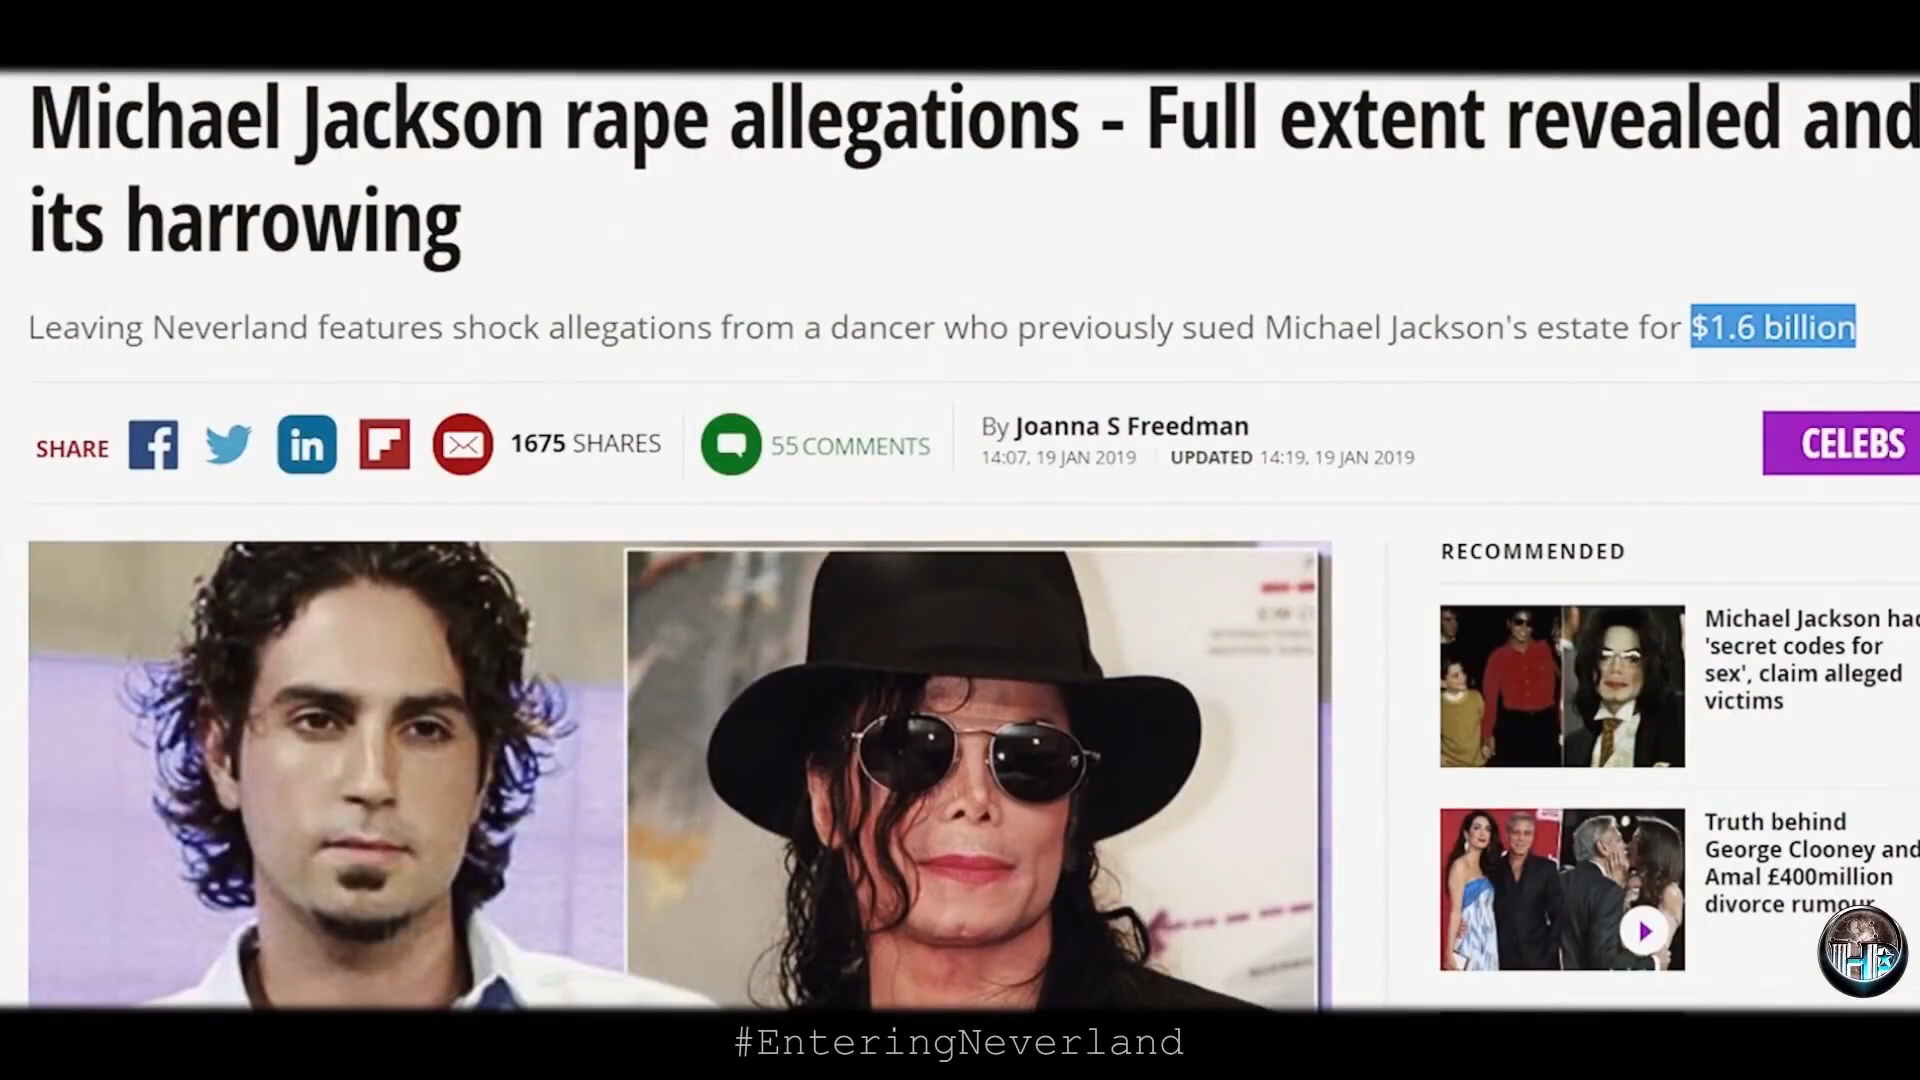 Michael Jackson rape allegations - Full extent revealed and
its harrowing
Leaving Neverland features shock allegations from a dancer who previously sued Michael Jackson's estate for $1.6 billion
SHARE
1675 SHARES
55 COMMENTS
By Joanna S Freedman
14:07, 19 JAN 2019 UPDATED 14:19, 19 JAN 2019
CELEBS
RECOMMENDED
Michael Jackson had
'secret codes for
sex', claim alleged
victims
Truth behind
George Clooney and
Amal £400million
divorce rumour
#EnteringNeverland